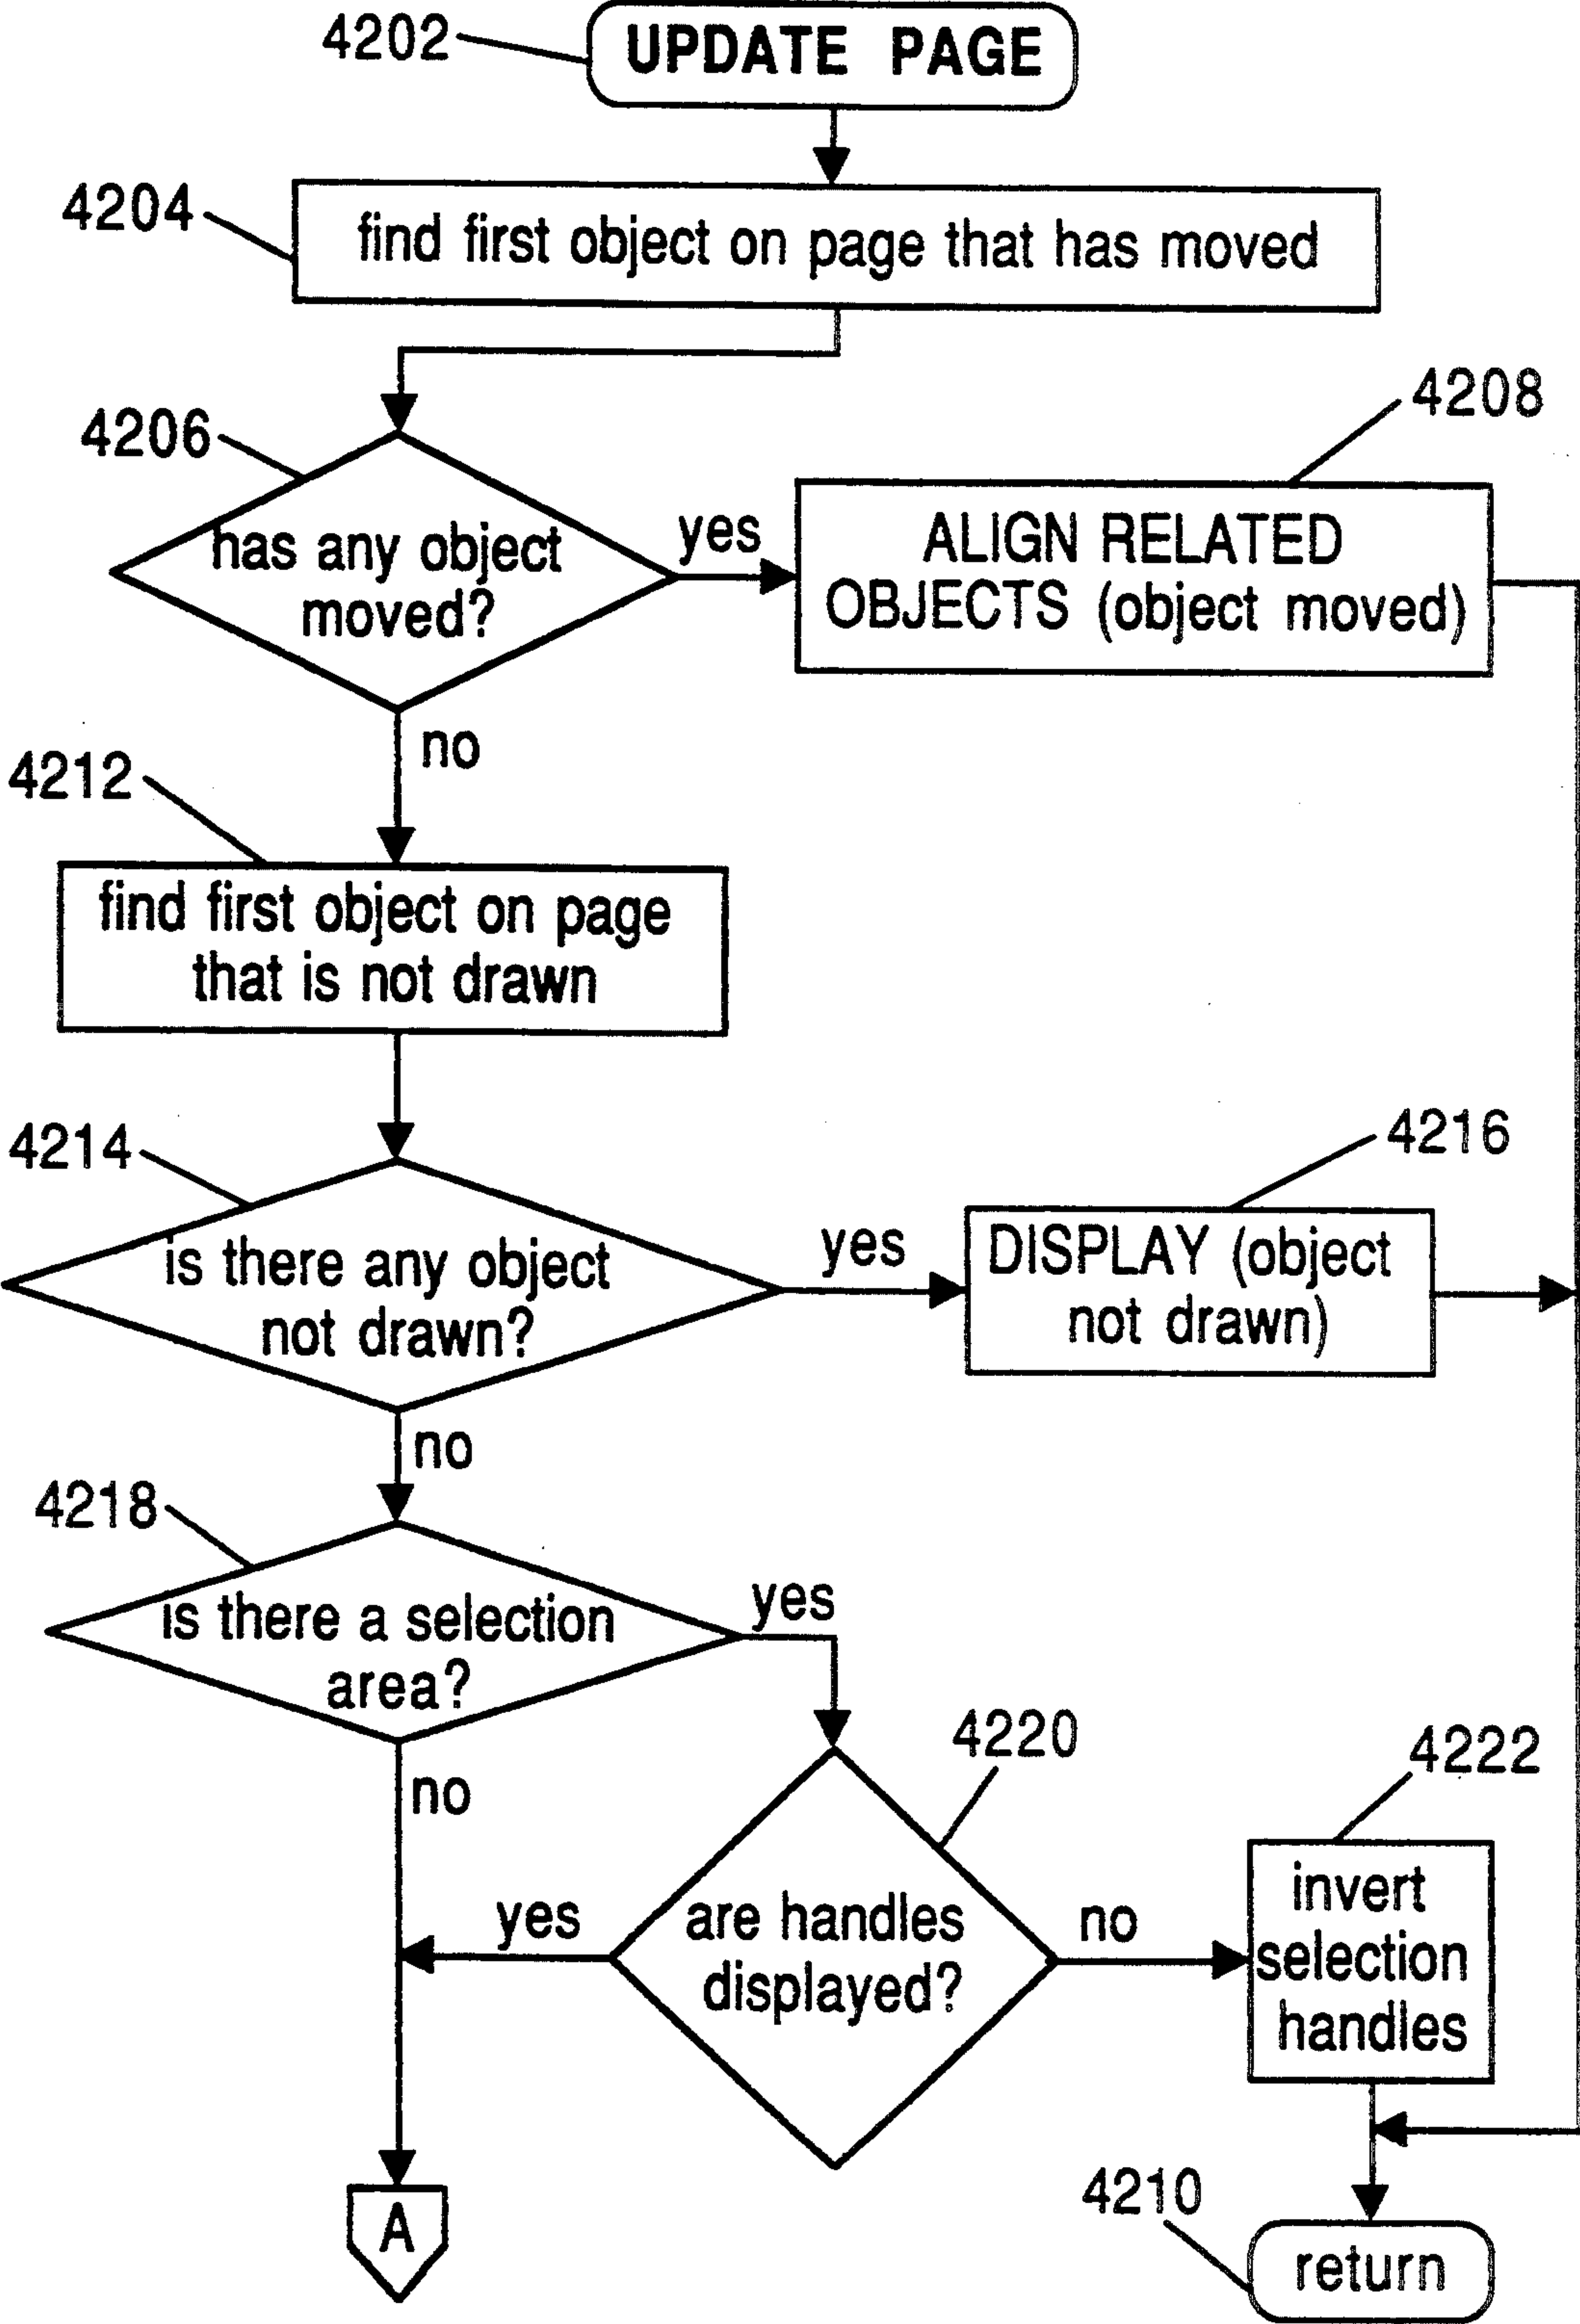 4202
UPDATE PAGE
4204
find first object on page that has moved
4206
has any object
moved?
yes
4208
ALIGN RELATED
OBJECTS (object moved)
no
4212
find first object on page
that is not drawn
4214
is there any object
not drawn?
yes
4216
DISPLAY (object
not drawn)
no
4218
is there a selection
area?
yes
no
4220
are handles
displayed?
yes
no
4222
invert
selection
handles
A
4210
return